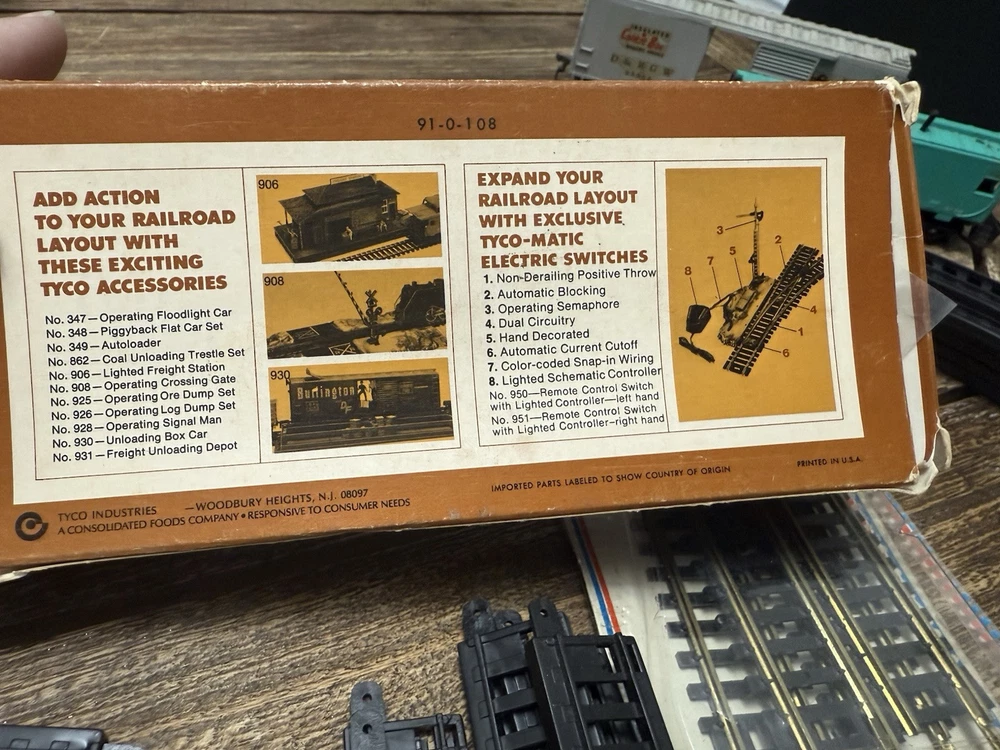 INSULATED
Cookie Box
D & R G W
91-0-108
ADD ACTION
TO YOUR RAILROAD
LAYOUT WITH
THESE EXCITING
TYCO ACCESSORIES
No. 347—Operating Floodlight Car
No. 348—Piggyback Flat Car Set
No. 349—Autoloader
No. 862—Coal Unloading Trestle Set
No. 906—Lighted Freight Station
No. 908—Operating Crossing Gate
No. 925—Operating Ore Dump Set
No. 926—Operating Log Dump Set
No. 928—Operating Signal Man
No. 930—Unloading Box Car
No. 931—Freight Unloading Depot
906
908
930
Burlington
EXPAND YOUR
RAILROAD LAYOUT
WITH EXCLUSIVE
TYCO-MATIC
ELECTRIC SWITCHES
1. Non-Derailing Positive Throw
2. Automatic Blocking
3. Operating Semaphore
4. Dual Circuitry
5. Hand Decorated
6. Automatic Current Cutoff
7. Color-coded Snap-in Wiring
8. Lighted Schematic Controller
No. 950—Remote Control Switch
with Lighted Controller—left hand
No. 951—Remote Control Switch
with Lighted Controller—right hand
3
2
5
7
8
4
1
6
TYCO INDUSTRIES —WOODBURY HEIGHTS, N.J. 08097
A CONSOLIDATED FOODS COMPANY • RESPONSIVE TO CONSUMER NEEDS
IMPORTED PARTS LABELED TO SHOW COUNTRY OF ORIGIN
PRINTED IN U.S.A.